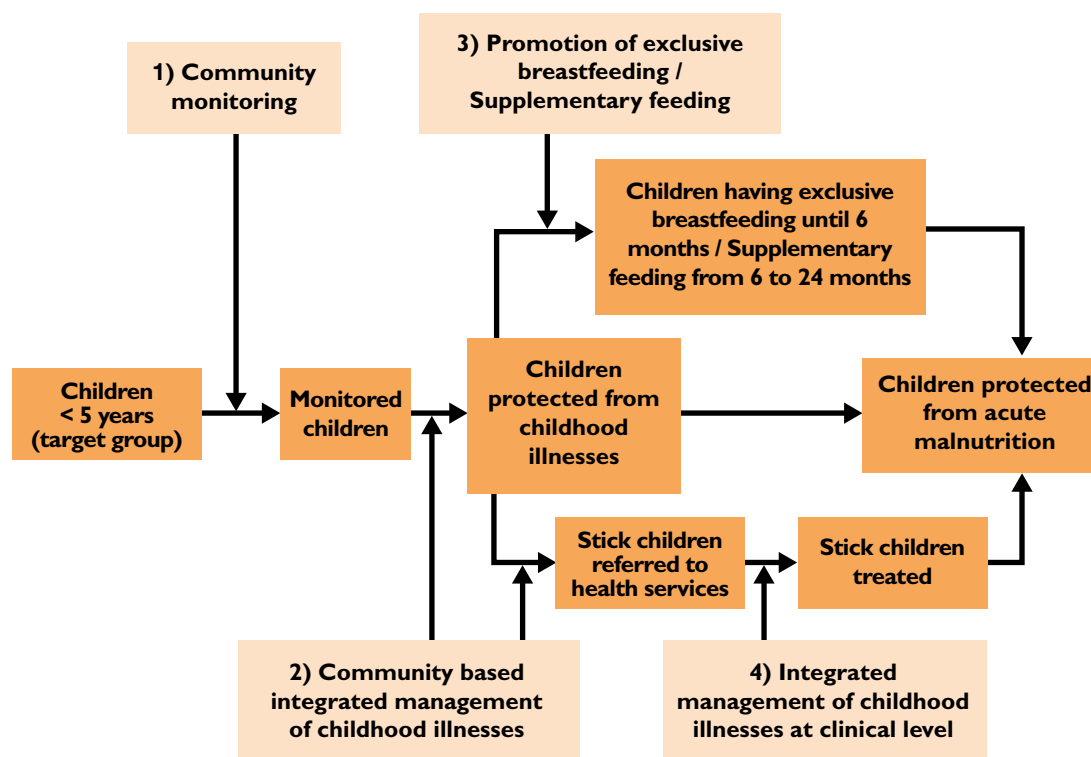 1) Community
monitoring
3) Promotion of exclusive
breastfeeding /
Supplementary feeding
Children having exclusive
breastfeeding until 6
months / Supplementary
feeding from 6 to 24 months
Children
< 5 years
(target group)
Monitored
children
Children
protected from
childhood
illnesses
Children protected
from acute
malnutrition
Stick children
referred to
health services
Stick children
treated
2) Community based
integrated management
of childhood illnesses
4) Integrated
management of childhood
illnesses at clinical level